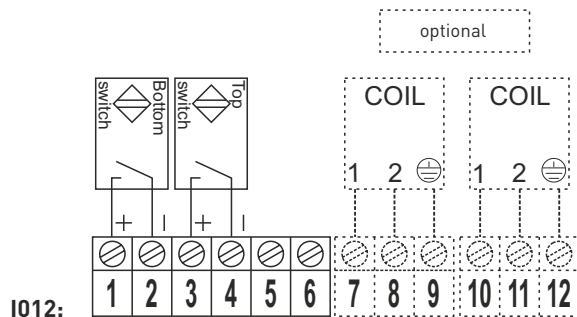 optional
Bottom switch
Top switch
COIL
COIL
1 2
1 2
+ − + −
1 2 3 4 5 6 7 8 9 10 11 12
I012: